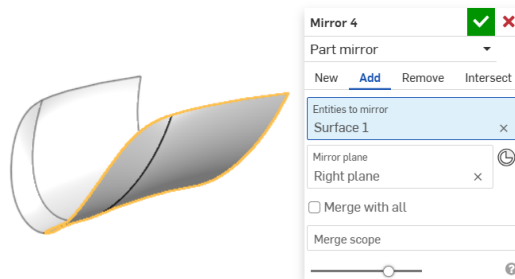 Mirror 4
Part mirror
New Add Remove Intersect
Entities to mirror
Surface 1
Mirror plane
Right plane
Merge with all
Merge scope